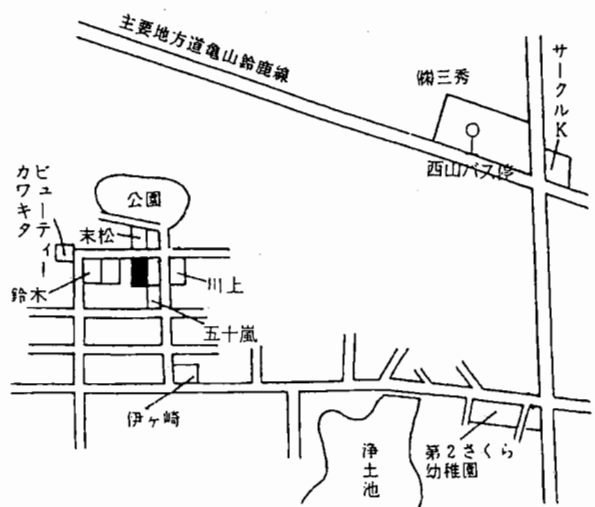 主要地方道亀山鈴鹿線
㈱三秀
サークルK
西山バス停
ビューティー
カワキタ
公園
末松
鈴木
川上
五十嵐
伊ヶ崎
浄土池
第2さくら
幼稚園